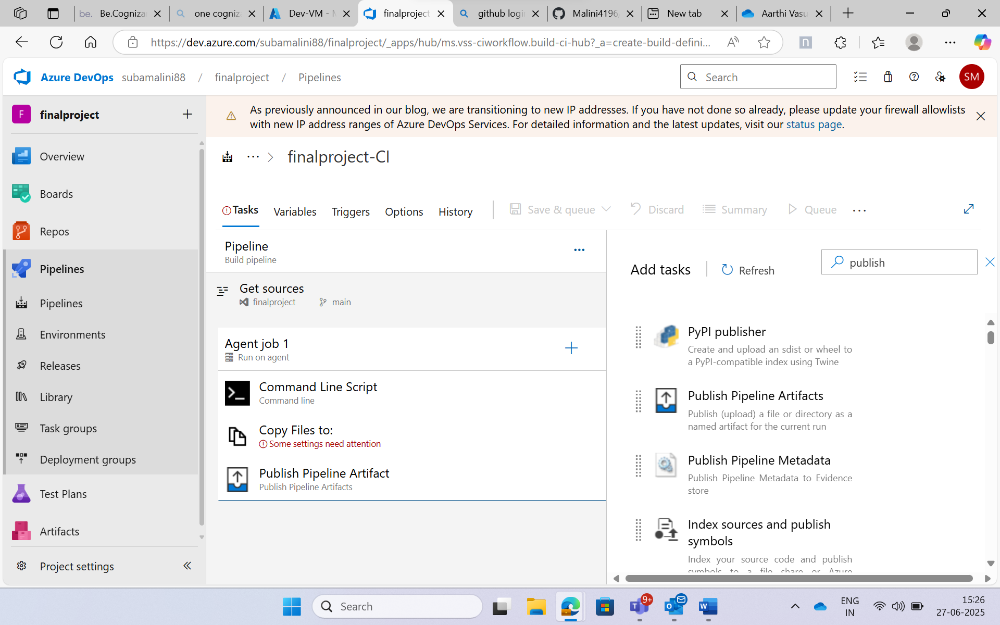 be. Be.Cogniza
one cogniza
Dev-VM - M
finalproject
github login
Malini4196
New tab
Aarthi Vasu
https://dev.azure.com/subamalini88/finalproject/_apps/hub/ms.vss-ciworkflow.build-ci-hub?_a=create-build-defini...
Azure DevOps subamalini88 / finalproject / Pipelines
Search
SM
F finalproject
As previously announced in our blog, we are transitioning to new IP addresses. If you have not done so already, please update your firewall allowlists
with new IP address ranges of Azure DevOps Services. For detailed information and the latest updates, visit our status page.
Overview
Boards
Repos
Pipelines
Pipelines
Environments
Releases
Library
Task groups
Deployment groups
Test Plans
Artifacts
Project settings
... > finalproject-CI
Tasks Variables Triggers Options History Save & queue Discard Summary Queue ...
Pipeline
Build pipeline
Get sources
finalproject main
Agent job 1
Run on agent
Command Line Script
Command line
Copy Files to:
Some settings need attention
Publish Pipeline Artifact
Publish Pipeline Artifacts
Add tasks Refresh publish
PyPI publisher
Create and upload an sdist or wheel to
a PyPI-compatible index using Twine
Publish Pipeline Artifacts
Publish (upload) a file or directory as a
named artifact for the current run
Publish Pipeline Metadata
Publish Pipeline Metadata to Evidence
store
Index sources and publish
symbols
Index your source code and publish
symbols to a file share or Azure
Search
9+
ENG
IN
15:26
27-06-2025